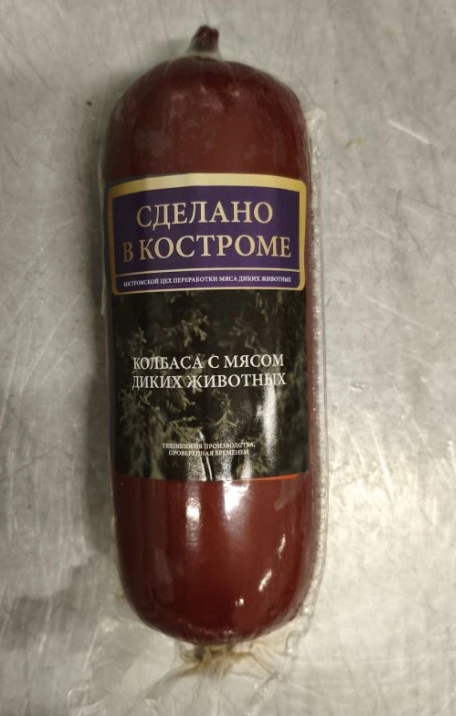 СДЕЛАНО
В КОСТРОМЕ
КОСТРОМСКОЙ ЦЕХ ПЕРЕРАБОТКИ МЯСА ДИКИХ ЖИВОТНЫХ
КОЛБАСА С МЯСОМ
ДИКИХ ЖИВОТНЫХ
ТЕХНОЛОГИЯ ПРОИЗВОДСТВА,
ПРОВЕРЕННАЯ ВРЕМЕНЕМ